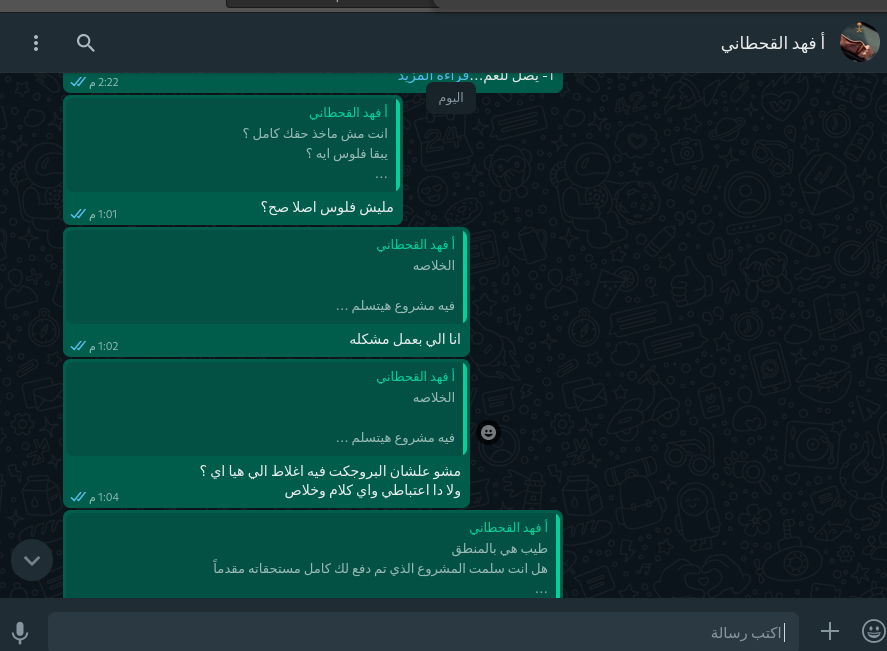 أ فهد القحطاني
١- يصل للعم...قراءة المزيد
2:22 م
اليوم
أ فهد القحطاني
انت مش ماخذ حقك كامل ؟
يبقا فلوس ايه ؟
...
مليش فلوس اصلا صح؟
1:01 م
أ فهد القحطاني
الخلاصه
فيه مشروع هيتسلم ...
انا الي بعمل مشكله
1:02 م
أ فهد القحطاني
الخلاصه
فيه مشروع هيتسلم ...
مشو علشان البروجكت فيه اغلاط الي هيا اي ؟
ولا دا اعتباطي واي كلام وخلاص
1:04 م
أ فهد القحطاني
طيب هي بالمنطق
هل انت سلمت المشروع الذي تم دفع لك كامل مستحقاته مقدماً
...
اكتب رسالة